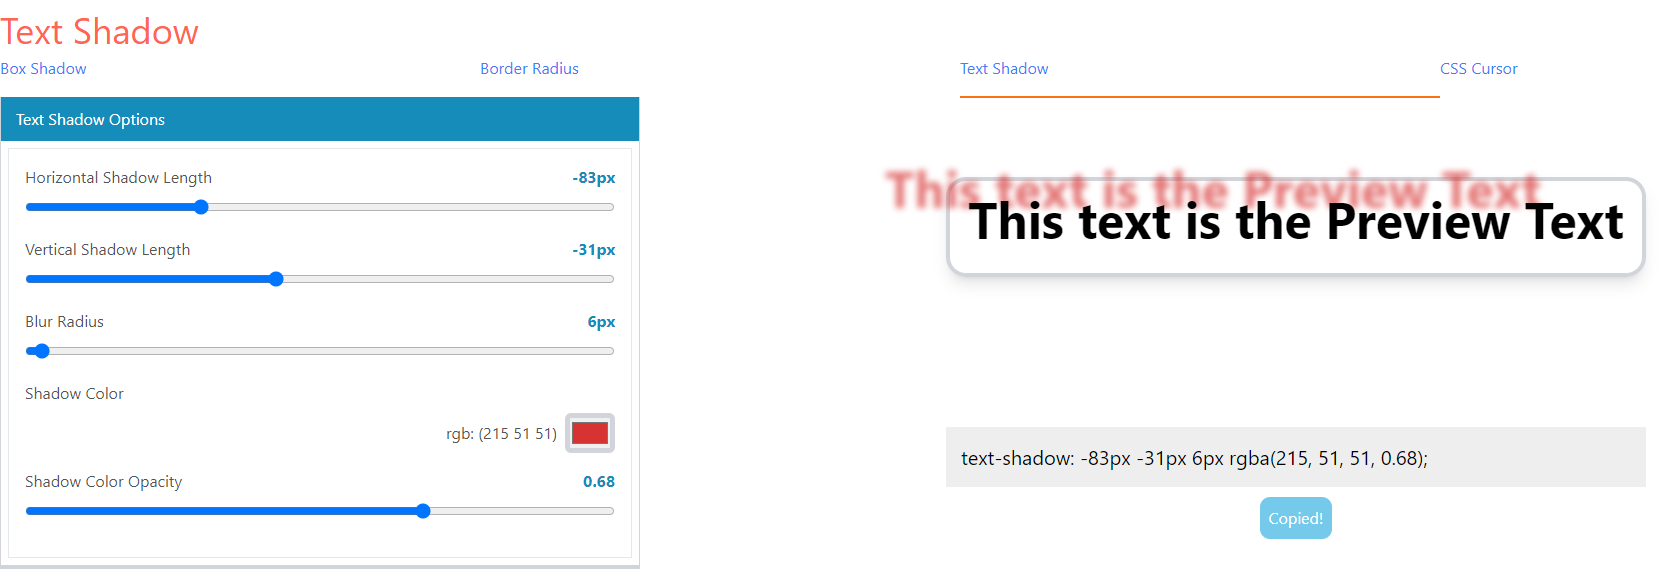 Text Shadow
Box Shadow
Border Radius
Text Shadow
CSS Cursor
Text Shadow Options
Horizontal Shadow Length -83px
Vertical Shadow Length -31px
Blur Radius 6px
Shadow Color
rgb: (215 51 51)
Shadow Color Opacity 0.68
This text is the Preview Text
This text is the Preview Text
text-shadow: -83px -31px 6px rgba(215, 51, 51, 0.68);
Copied!